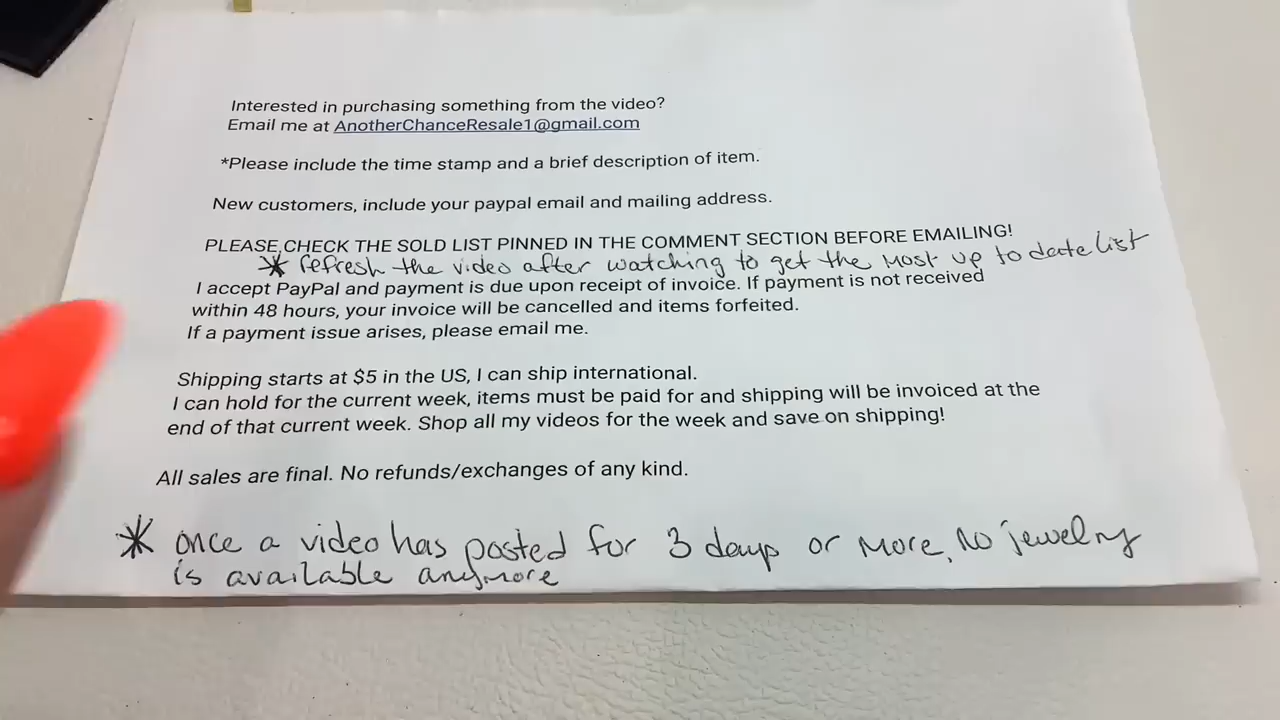 Interested in purchasing something from the video?
Email me at AnotherChanceResale1@gmail.com
*Please include the time stamp and a brief description of item.
New customers, include your paypal email and mailing address.
PLEASE CHECK THE SOLD LIST PINNED IN THE COMMENT SECTION BEFORE EMAILING!
* refresh the video after watching to get the most up to date list
I accept PayPal and payment is due upon receipt of invoice. If payment is not received
within 48 hours, your invoice will be cancelled and items forfeited.
If a payment issue arises, please email me.
Shipping starts at $5 in the US, I can ship international.
I can hold for the current week, items must be paid for and shipping will be invoiced at the
end of that current week. Shop all my videos for the week and save on shipping!
All sales are final. No refunds/exchanges of any kind.
* once a video has posted for 3 days or more, no jewelry
is available anymore